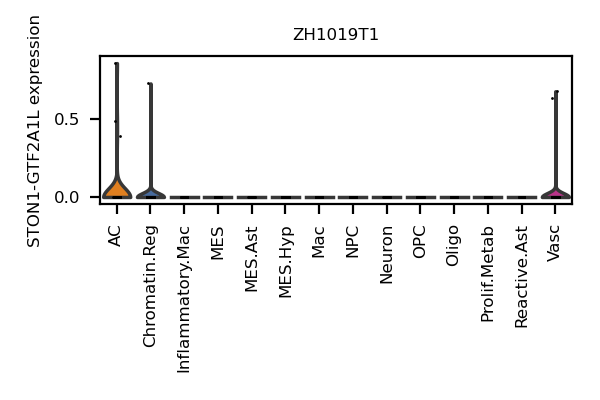 ZH1019T1
STON1-GTF2A1L expression
0.5
0.0
AC
Chromatin.Reg
Inflammatory.Mac
MES
MES.Ast
MES.Hyp
Mac
NPC
Neuron
OPC
Oligo
Prolif.Metab
Reactive.Ast
Vasc